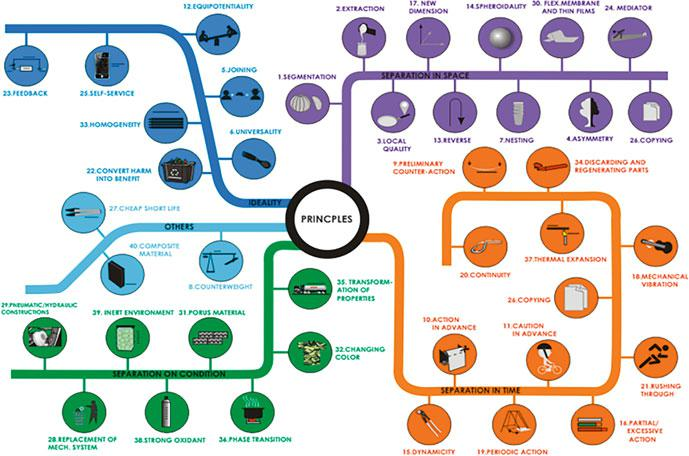 12.EQUIPOTENTIALITY
2.EXTRACTION
17. NEW
DIMENSION
14.SPHEROIDALITY
30. FLEX.MEMBRANE
AND THIN FILMS
24. MEDIATOR
23.FEEDBACK
25.SELF-SERVICE
5.JOINING
1.SEGMENTATION
SEPARATION IN SPACE
33.HOMOGENEITY
6.UNIVERSALITY
3.LOCAL
QUALITY
13.REVERSE
7.NESTING
4.ASYMMETRY
26.COPYING
22.CONVERT HARM
INTO BENEFIT
9.PRELIMINARY
COUNTER-ACTION
34.DISCARDING AND
REGENERATING PARTS
IDEALITY
27.CHEAP SHORT LIFE
OTHERS
PRINCPLES
40.COMPOSITE
MATERIAL
8.COUNTERWEIGHT
20.CONTINUITY
37.THERMAL EXPANSION
18.MECHANICAL
VIBRATION
29.PNEUMATIC/HYDRAULIC
CONSTRUCTIONS
39. INERT ENVIRONMENT
31.PORUS MATERIAL
35. TRANSFORM-
ATION OF
PROPERTIES
26.COPYING
10.ACTION
IN ADVANCE
11.CAUTION
IN ADVANCE
32.CHANGING
COLOR
SEPARATION ON CONDITION
SEPARATION IN TIME
21.RUSHING
THROUGH
28.REPLACEMENT OF
MECH. SYSTEM
38.STRONG OXIDANT
36.PHASE TRANSITION
15.DYNAMICITY
19.PERIODIC ACTION
16.PARTIAL/
EXCESSIVE
ACTION